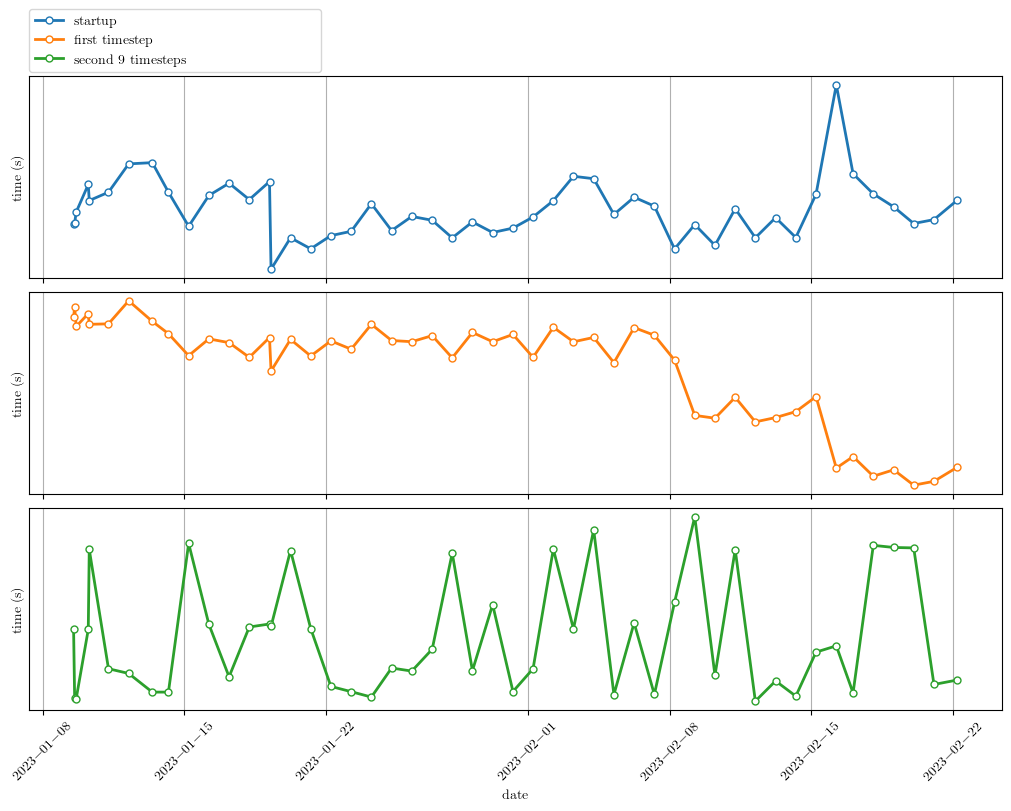 startup
first timestep
second 9 timesteps
time (s)
time (s)
time (s)
2023−01−08
2023−01−15
2023−01−22
2023−02−01
2023−02−08
2023−02−15
2023−02−22
date